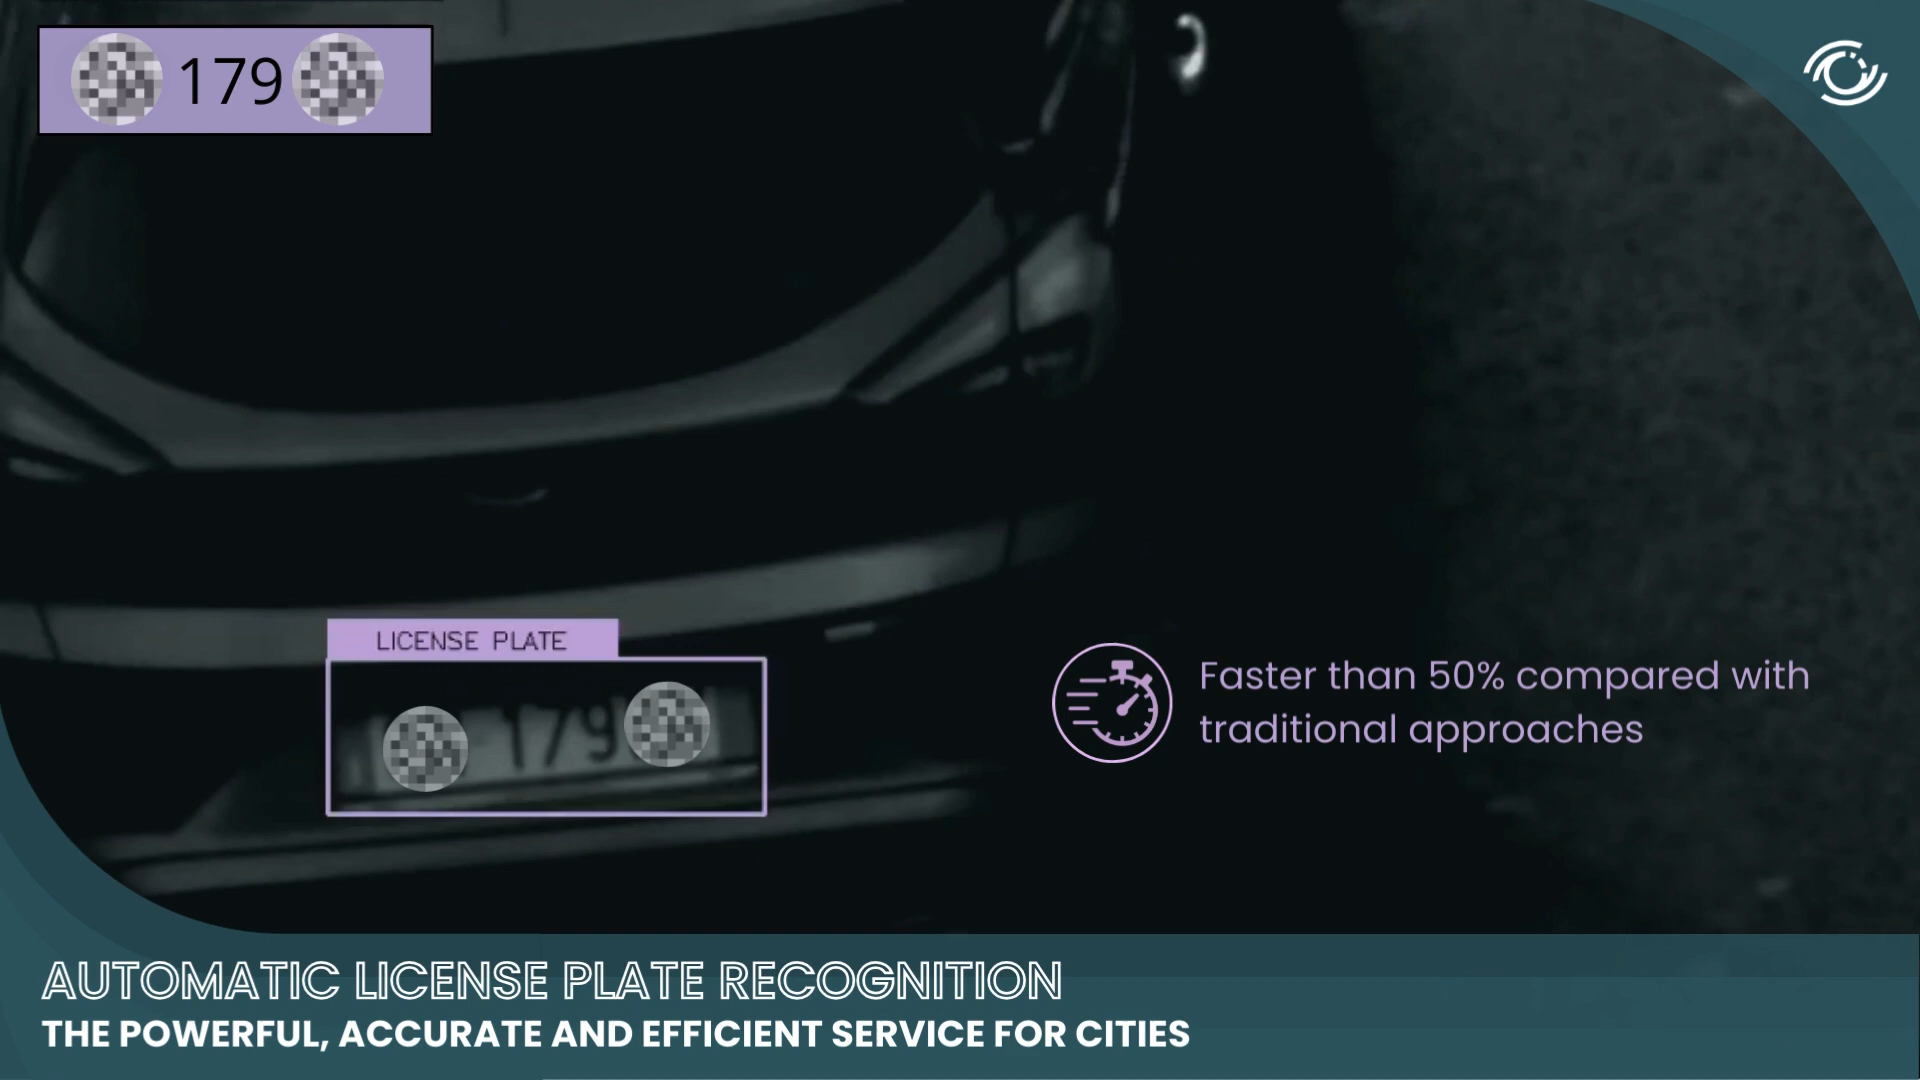 179
LICENSE PLATE
179
Faster than 50% compared with
traditional approaches
AUTOMATIC LICENSE PLATE RECOGNITION
THE POWERFUL, ACCURATE AND EFFICIENT SERVICE FOR CITIES